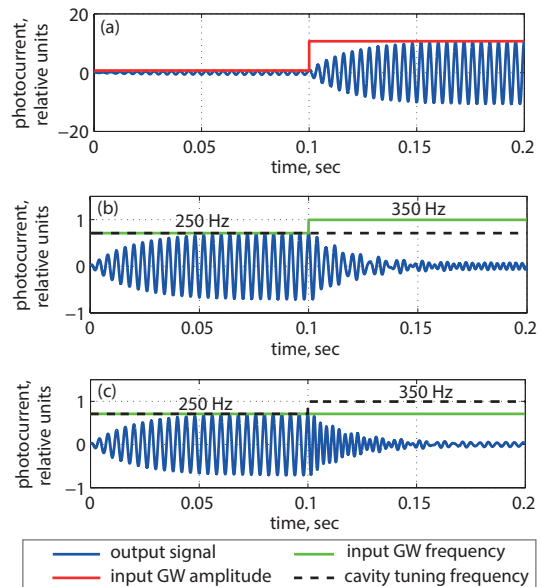 (a)
20
0
−20
photocurrent,
relative units
0 0.05 0.1 0.15 0.2
time, sec
(b)
350 Hz
250 Hz
1
0
−1
photocurrent,
relative units
0 0.05 0.1 0.15 0.2
time, sec
(c)
350 Hz
250 Hz
1
0
−1
photocurrent,
relative units
0 0.05 0.1 0.15 0.2
time, sec
output signal input GW frequency
input GW amplitude cavity tuning frequency